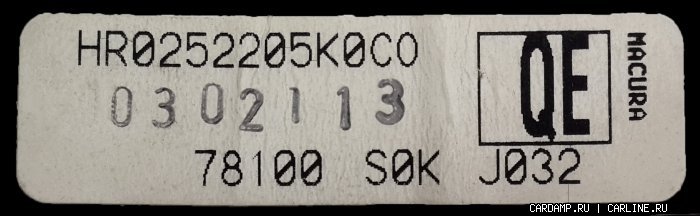 HR0252205K0C0
0302113
78100 S0K J032
QE
MACURA
CARDAMP.RU | CARLINE.RU